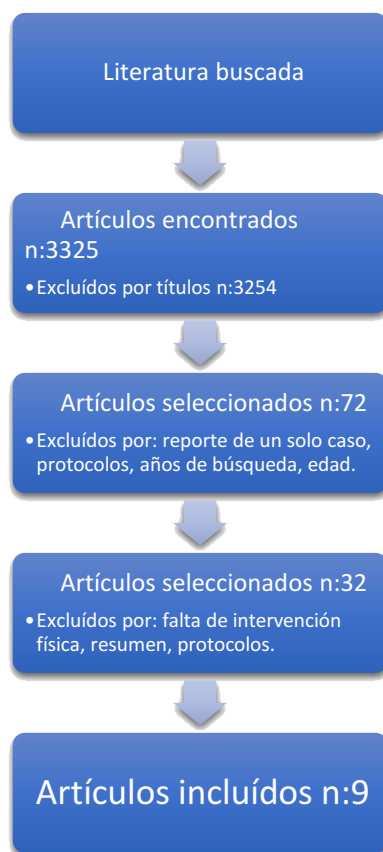 Literatura buscada
Artículos encontrados
n:3325
•Excluídos por títulos n:3254
Artículos seleccionados n:72
•Excluídos por: reporte de un solo caso,
protocolos, años de búsqueda, edad.
Artículos seleccionados n:32
•Excluídos por: falta de intervención
física, resumen, protocolos.
Artículos incluídos n:9